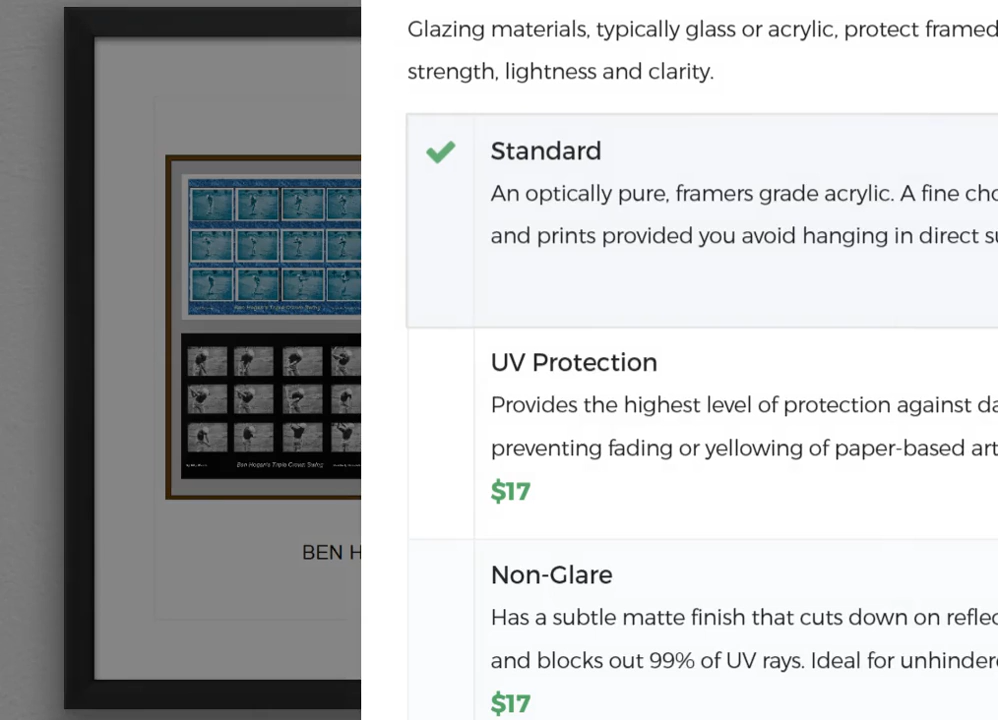 Glazing materials, typically glass or acrylic, protect framed
strength, lightness and clarity.
Standard
An optically pure, framers grade acrylic. A fine
and prints provided you avoid hanging in direct
UV Protection
Provides the highest level of protection against
preventing fading or yellowing of paper-based art
$17
Non-Glare
Has a subtle matte finish that cuts down on
and blocks out 99% of UV rays. Ideal for
$17
Ben Hogan's Triple Crown Swing
Ben Hogan's Triple Crown Swing
BEN